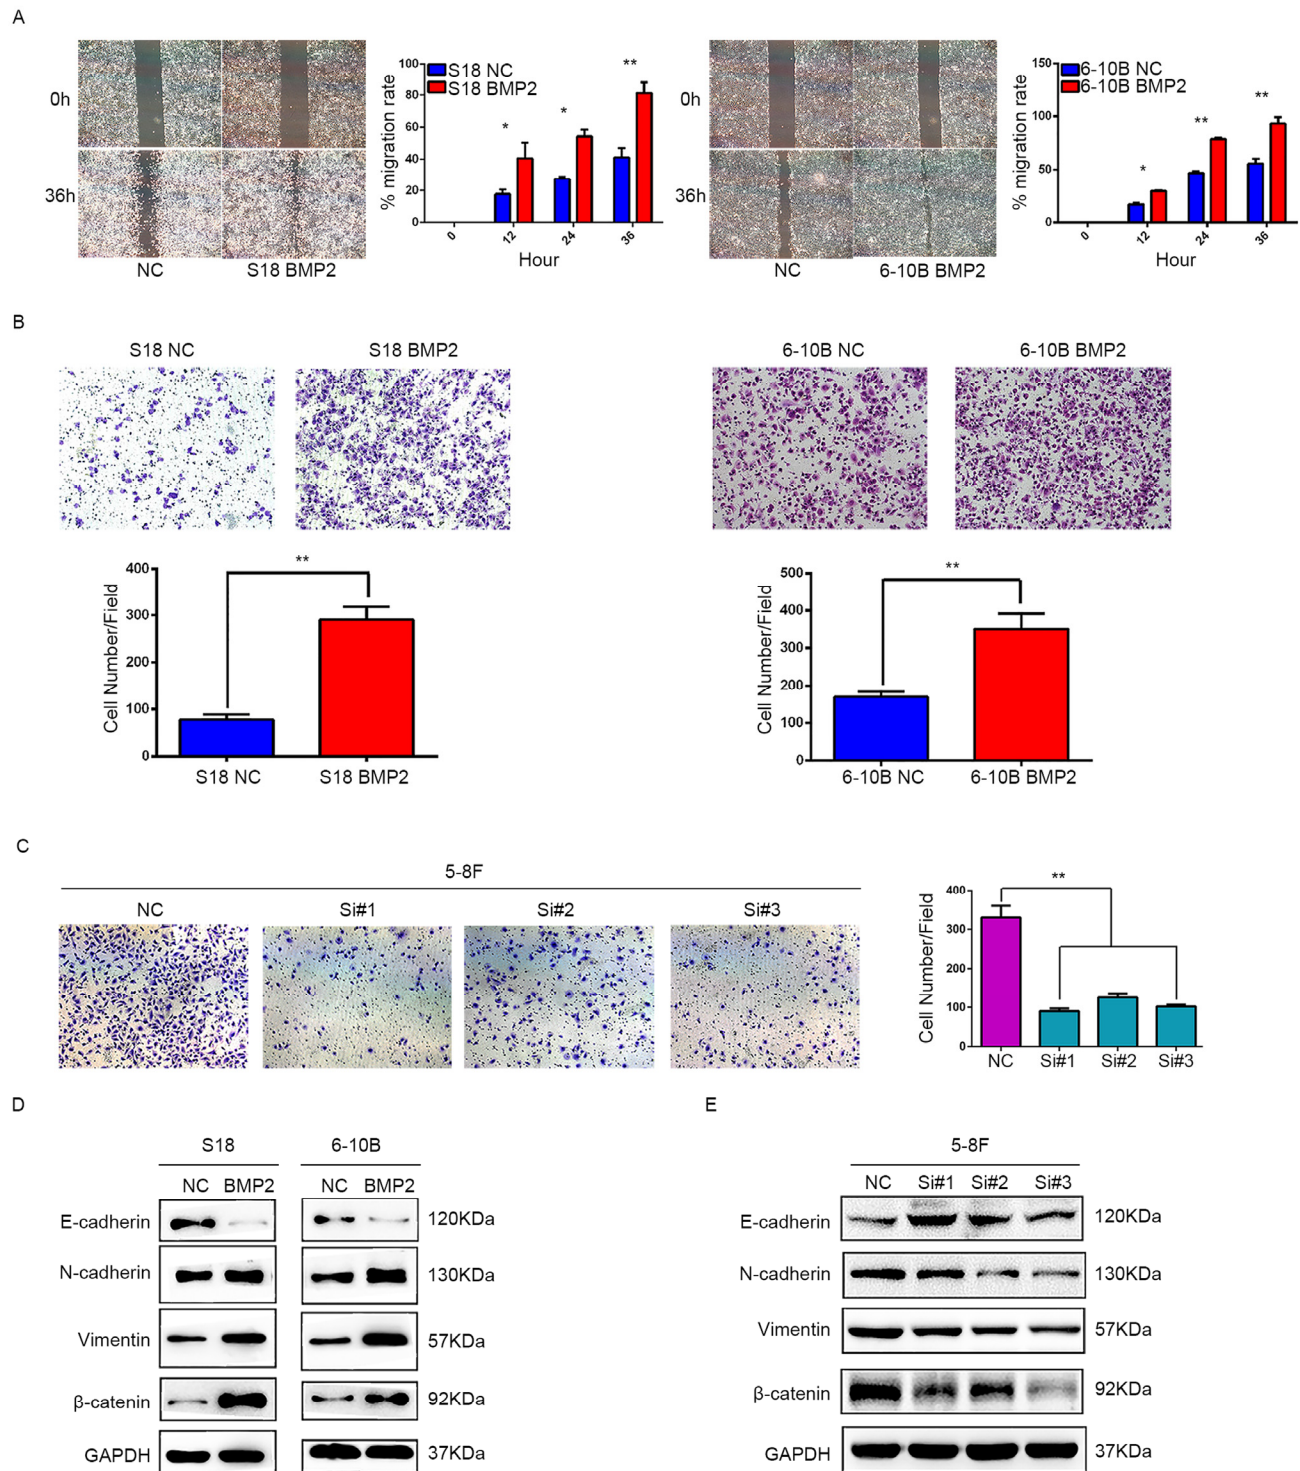 A
0h
36h
NC
S18 BMP2
% migration rate
100
80
60
40
20
0
S18 NC
S18 BMP2
*
*
**
0
12
24
36
Hour
0h
36h
NC
6-10B BMP2
% migration rate
150
100
50
0
6-10B NC
6-10B BMP2
*
**
**
0
12
24
36
Hour
B
S18 NC
S18 BMP2
6-10B NC
6-10B BMP2
Cell Number/Field
400
300
200
100
0
**
S18 NC
S18 BMP2
Cell Number/Field
500
400
300
200
100
0
**
6-10B NC
6-10B BMP2
C
5-8F
NC
Si#1
Si#2
Si#3
Cell Number/Field
400
300
200
100
0
**
NC
Si#1
Si#2
Si#3
D
S18
6-10B
NC BMP2
NC BMP2
E-cadherin
120KDa
N-cadherin
130KDa
Vimentin
57KDa
β-catenin
92KDa
GAPDH
37KDa
E
5-8F
NC Si#1 Si#2 Si#3
E-cadherin
120KDa
N-cadherin
130KDa
Vimentin
57KDa
β-catenin
92KDa
GAPDH
37KDa